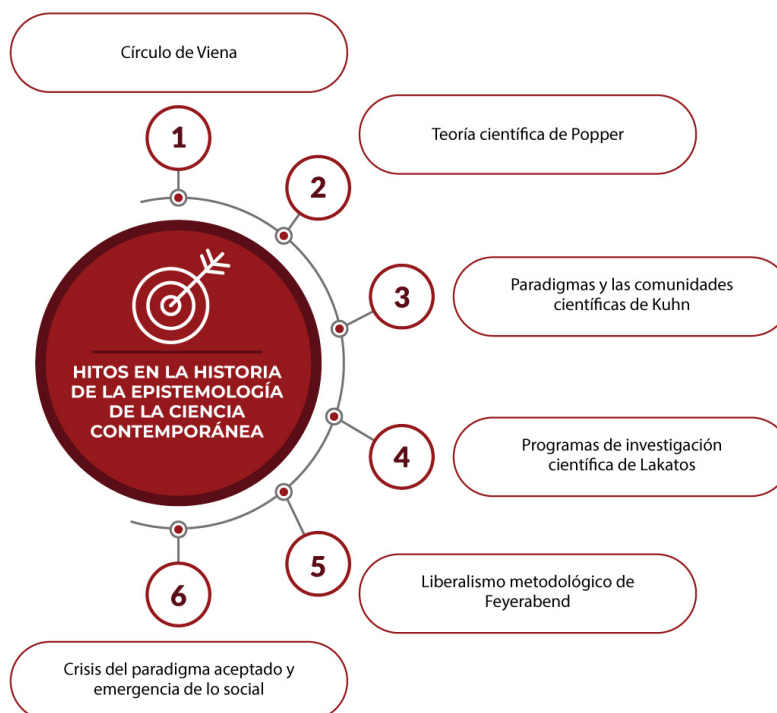 Círculo de Viena
1
Teoría científica de Popper
2
Paradigmas y las comunidades
científicas de Kuhn
3
HITOS EN LA HISTORIA
DE LA EPISTEMOLOGÍA
DE LA CIENCIA
CONTEMPORÁNEA
Programas de investigación
científica de Lakatos
4
Liberalismo metodológico de
Feyerabend
5
6
Crisis del paradigma aceptado y
emergencia de lo social